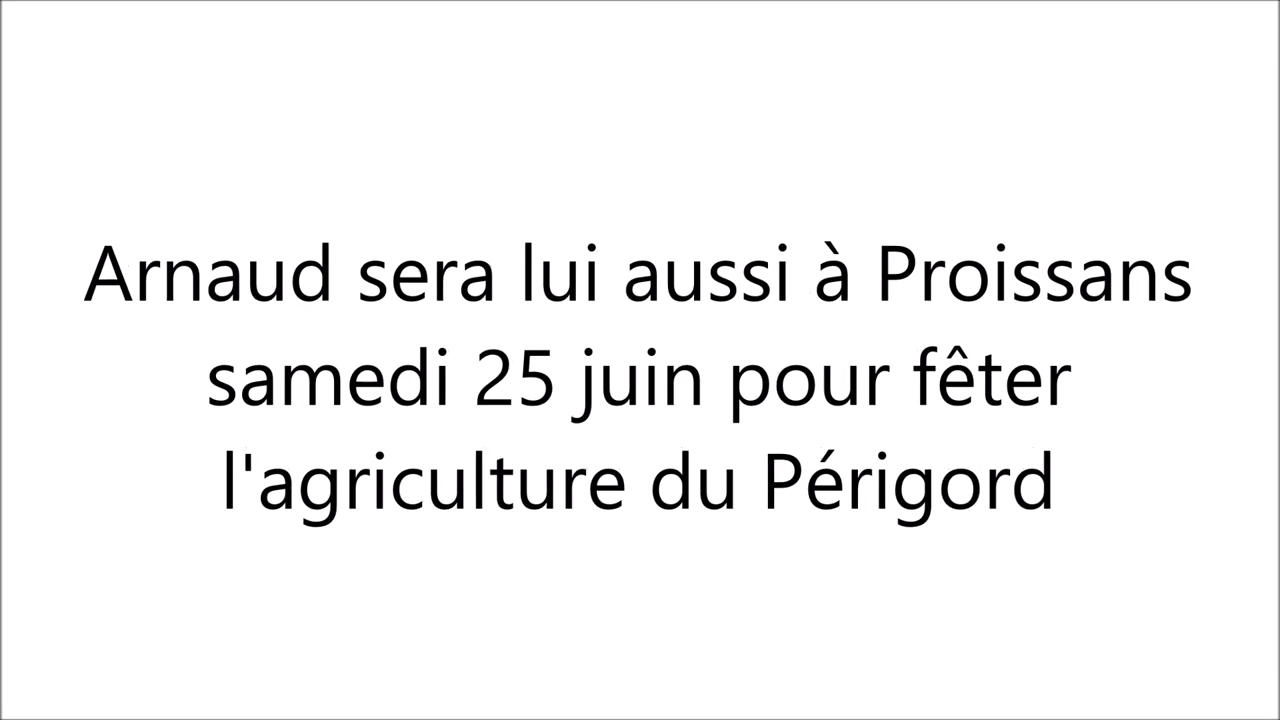 Arnaud sera lui aussi à Proissans
samedi 25 juin pour fêter
l'agriculture du Périgord